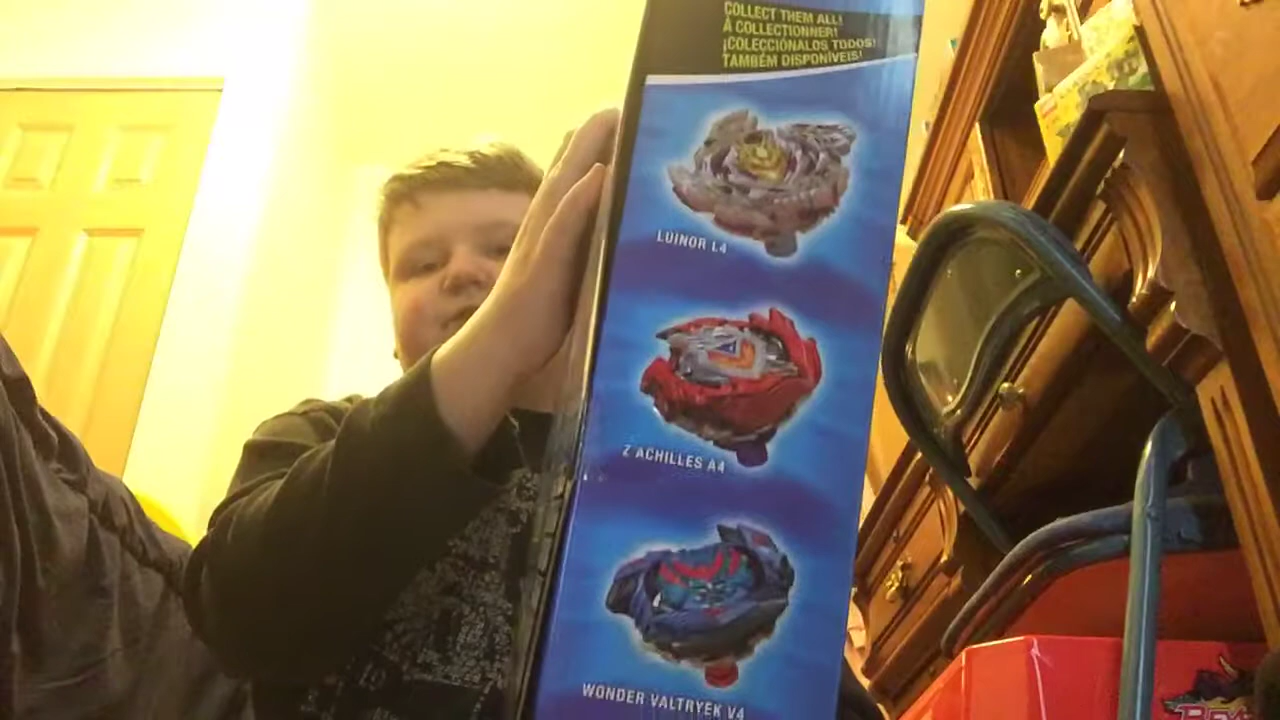 COLLECT THEM ALL!
À COLLECTIONNER!
¡COLECCIÓNALOS TODOS!
TAMBÉM DISPONÍVEIS!
LUINOR L4
Z ACHILLES A4
WONDER VALTRYEK V4